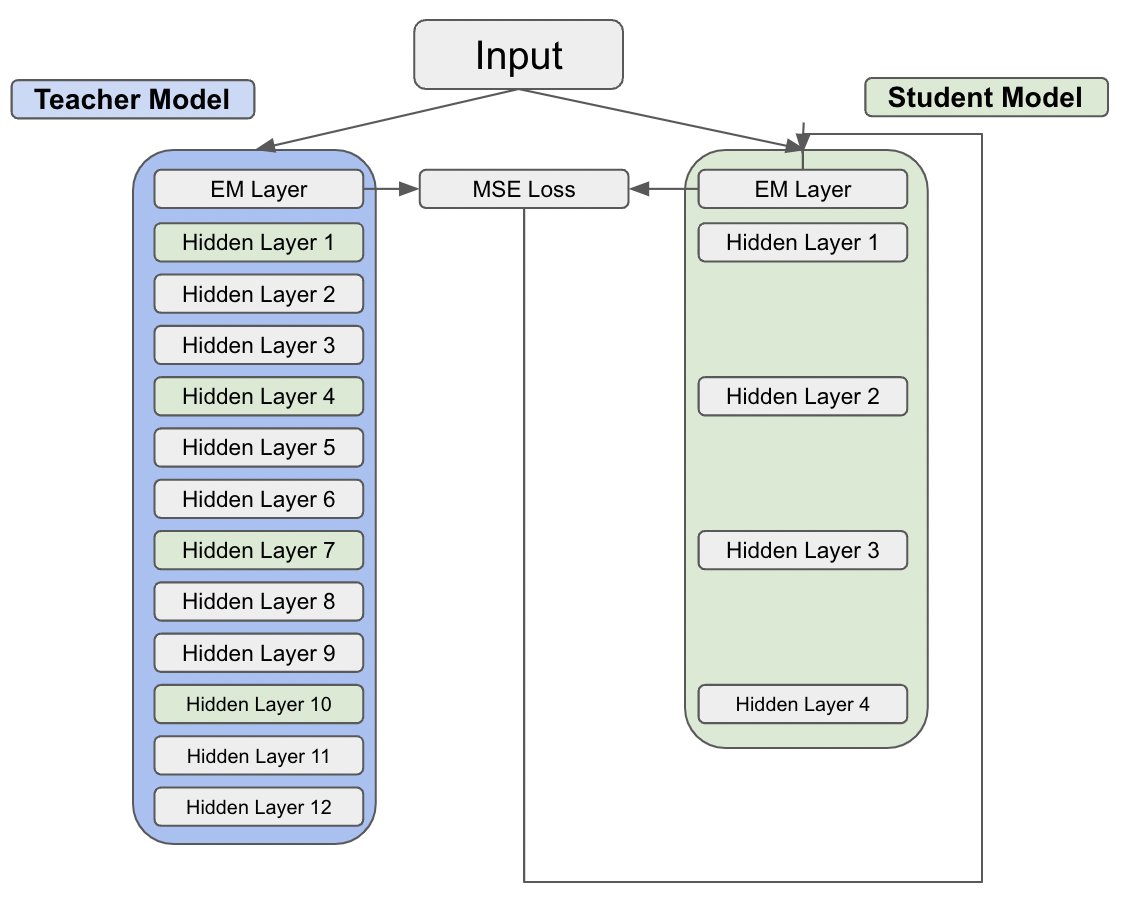 Input
Teacher Model
Student Model
EM Layer
MSE Loss
EM Layer
Hidden Layer 1
Hidden Layer 1
Hidden Layer 2
Hidden Layer 3
Hidden Layer 4
Hidden Layer 2
Hidden Layer 5
Hidden Layer 6
Hidden Layer 7
Hidden Layer 3
Hidden Layer 8
Hidden Layer 9
Hidden Layer 10
Hidden Layer 4
Hidden Layer 11
Hidden Layer 12